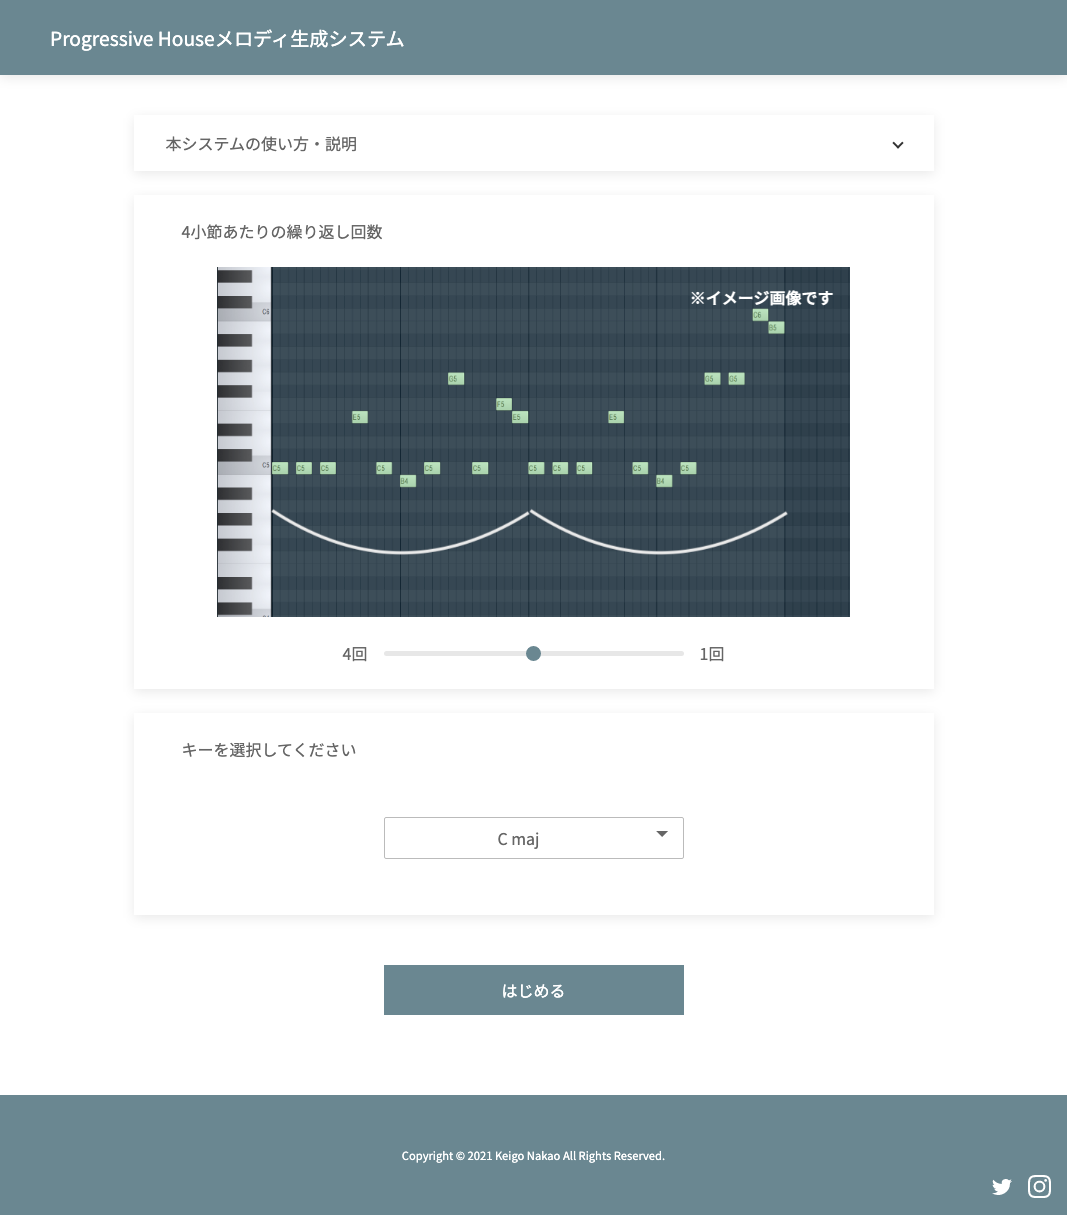 Progressive Houseメロディ生成システム
本システムの使い方・説明
4小節あたりの繰り返し回数
※イメージ画像です
C6
C6
B5
G5
G5
G5
F5
E5
E5
E5
C5
C5
C5
C5
C5
C5
C5
C5
C5
C5
C5
C5
B4
B4
4回
1回
キーを選択してください
C maj
はじめる
Copyright © 2021 Keigo Nakao All Rights Reserved.